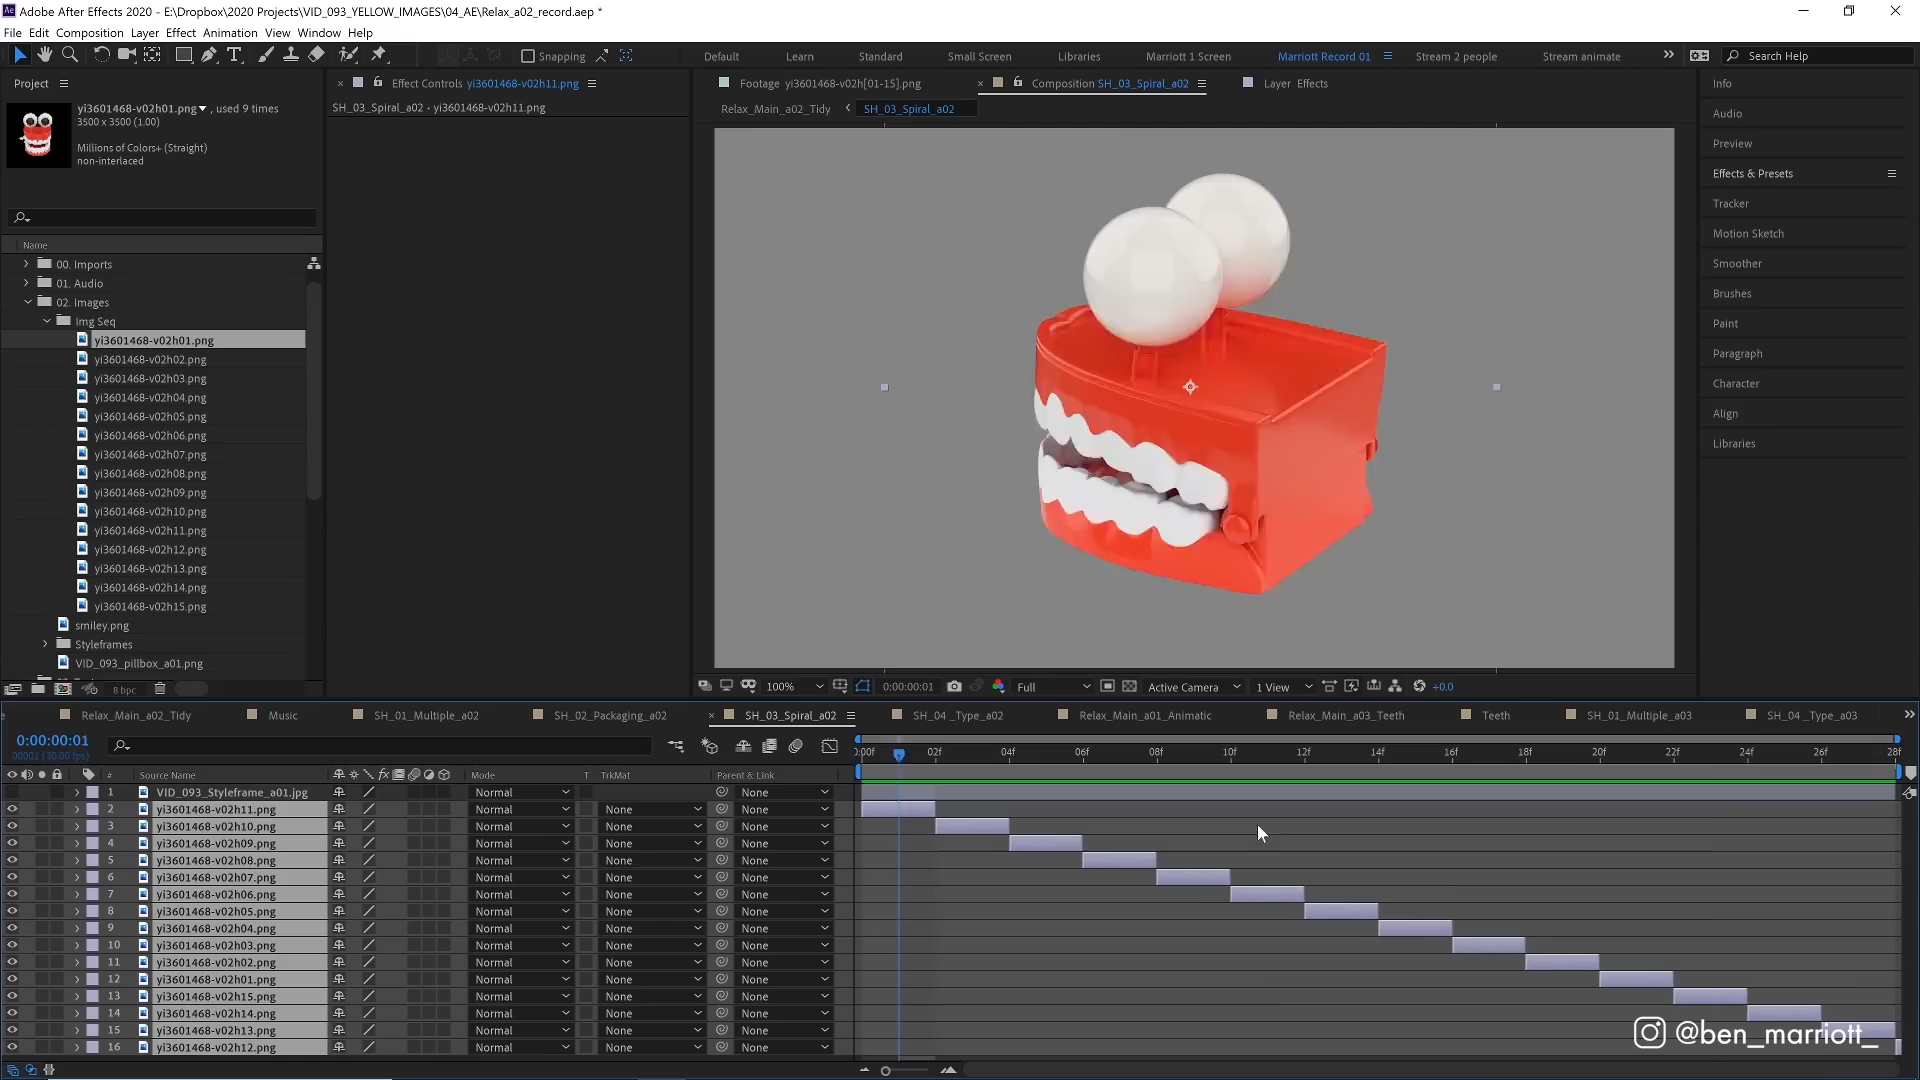 Adobe After Effects 2020 - E:\Dropbox\2020 Projects\VID_093_YELLOW_IMAGES\04_AE\Relax_a02_record.aep *
File Edit Composition Layer Effect Animation View Window Help
Snapping
Default Learn Standard Small Screen Libraries Marriott 1 Screen Marriott Record 01 Stream 2 people Stream animate
Search Help
Project
yi3601468-v02h01.png , used 9 times
3500 x 3500 (1.00)
Millions of Colors+ (Straight)
non-interlaced
Name
00. Imports
01. Audio
02. Images
Img Seq
yi3601468-v02h01.png
yi3601468-v02h02.png
yi3601468-v02h03.png
yi3601468-v02h04.png
yi3601468-v02h05.png
yi3601468-v02h06.png
yi3601468-v02h07.png
yi3601468-v02h08.png
yi3601468-v02h09.png
yi3601468-v02h10.png
yi3601468-v02h11.png
yi3601468-v02h12.png
yi3601468-v02h13.png
yi3601468-v02h14.png
yi3601468-v02h15.png
smiley.png
Styleframes
VID_093_pillbox_a01.png
8 bpc
Effect Controls yi3601468-v02h11.png
SH_03_Spiral_a02 • yi3601468-v02h11.png
Footage yi3601468-v02h[01-15].png
Composition SH_03_Spiral_a02
Layer Effects
Relax_Main_a02_Tidy SH_03_Spiral_a02
100% 0:00:00:01 Full Active Camera 1 View +0.0
Info
Audio
Preview
Effects & Presets
Tracker
Motion Sketch
Smoother
Brushes
Paint
Paragraph
Character
Align
Libraries
Relax_Main_a02_Tidy Music SH_01_Multiple_a02 SH_02_Packaging_a02 SH_03_Spiral_a02 SH_04 _Type_a02 Relax_Main_a01_Animatic Relax_Main_a03_Teeth Teeth SH_01_Multiple_a03 SH_04 _Type_a03
0:00:00:01
00001 (30.00 fps)
0:00f 02f 04f 06f 08f 10f 12f 14f 16f 18f 20f 22f 24f 26f 28f
# Source Name Mode T TrkMat Parent & Link
1 VID_093_Styleframe_a01.jpg Normal None
2 yi3601468-v02h11.png Normal None None
3 yi3601468-v02h10.png Normal None None
4 yi3601468-v02h09.png Normal None None
5 yi3601468-v02h08.png Normal None None
6 yi3601468-v02h07.png Normal None None
7 yi3601468-v02h06.png Normal None None
8 yi3601468-v02h05.png Normal None None
9 yi3601468-v02h04.png Normal None None
10 yi3601468-v02h03.png Normal None None
11 yi3601468-v02h02.png Normal None None
12 yi3601468-v02h01.png Normal None None
13 yi3601468-v02h15.png Normal None None
14 yi3601468-v02h14.png Normal None None
15 yi3601468-v02h13.png Normal None None
16 yi3601468-v02h12.png Normal None None
@ben_marriott_